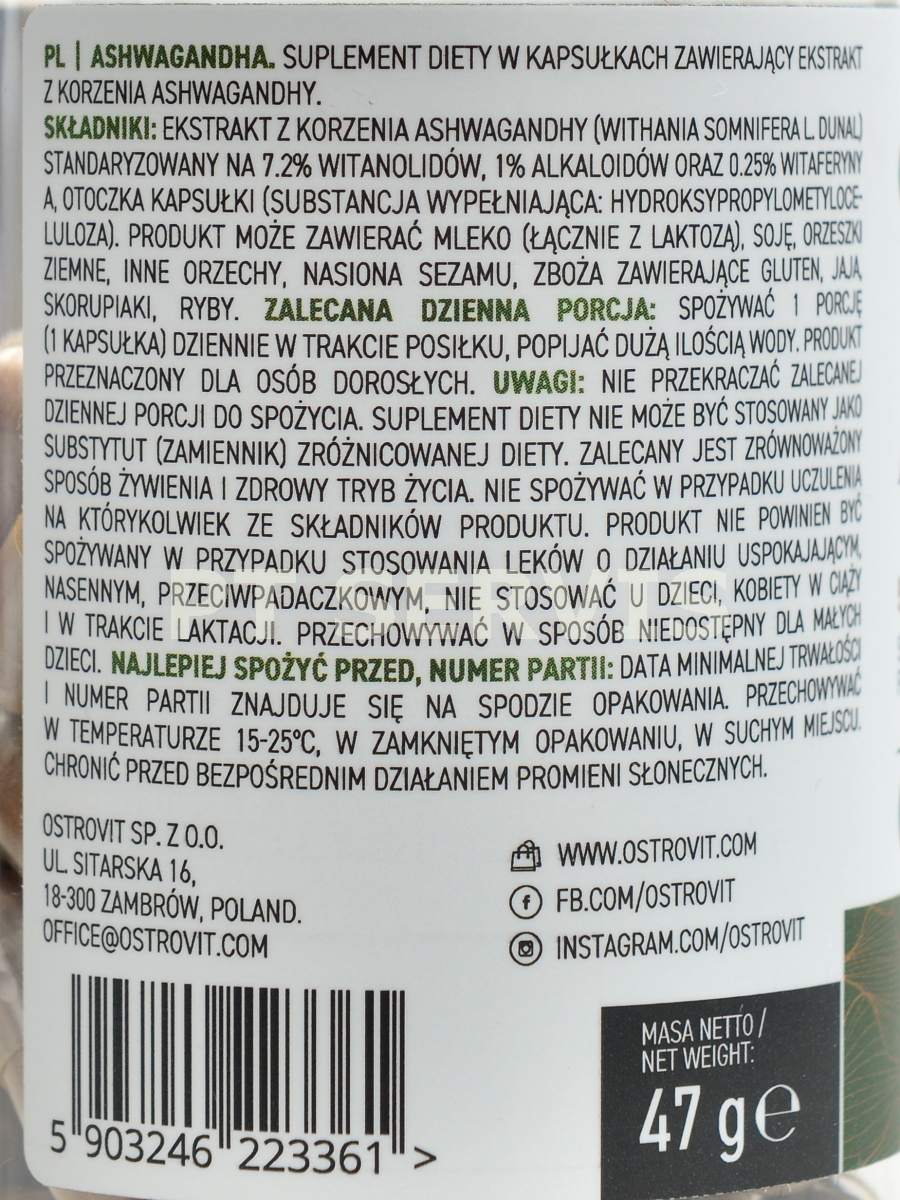 PL | ASHWAGANDHA. SUPLEMENT DIETY W KAPSUŁKACH ZAWIERAJĄCY EKSTRAKT
Z KORZENIA ASHWAGANDHY.
SKŁADNIKI: EKSTRAKT Z KORZENIA ASHWAGANDHY (WITHANIA SOMNIFERA L. DUNAL)
STANDARYZOWANY NA 7.2% WITANOLIDÓW, 1% ALKALOIDÓW ORAZ 0.25% WITAFERYNY
A, OTOCZKA KAPSUŁKI (SUBSTANCJA WYPEŁNIAJĄCA: HYDROKSYPROPYLOMETYLOCE-
LULOZA). PRODUKT MOŻE ZAWIERAĆ MLEKO (ŁĄCZNIE Z LAKTOZĄ), SOJĘ, ORZESZKI
ZIEMNE, INNE ORZECHY, NASIONA SEZAMU, ZBOŻA ZAWIERAJĄCE GLUTEN, JAJA,
SKORUPIAKI, RYBY. ZALECANA DZIENNA PORCJA: SPOŻYWAĆ 1 PORCJĘ
(1 KAPSUŁKA) DZIENNIE W TRAKCIE POSIŁKU, POPIJAĆ DUŻĄ ILOŚCIĄ WODY. PRODUKT
PRZEZNACZONY DLA OSÓB DOROSŁYCH. UWAGI: NIE PRZEKRACZAĆ ZALECANEJ
DZIENNEJ PORCJI DO SPOŻYCIA. SUPLEMENT DIETY NIE MOŻE BYĆ STOSOWANY JAKO
SUBSTYTUT (ZAMIENNIK) ZRÓŻNICOWANEJ DIETY. ZALECANY JEST ZRÓWNOWAŻONY
SPOSÓB ŻYWIENIA I ZDROWY TRYB ŻYCIA. NIE SPOŻYWAĆ W PRZYPADKU UCZULENIA
NA KTÓRYKOLWIEK ZE SKŁADNIKÓW PRODUKTU. PRODUKT NIE POWINIEN BYĆ
SPOŻYWANY W PRZYPADKU STOSOWANIA LEKÓW O DZIAŁANIU USPOKAJAJĄCYM,
NASENNYM, PRZECIWPADACZKOWYM, NIE STOSOWAĆ U DZIECI, KOBIETY W CIĄŻY
I W TRAKCIE LAKTACJI. PRZECHOWYWAĆ W SPOSÓB NIEDOSTĘPNY DLA MAŁYCH
DZIECI. NAJLEPIEJ SPOŻYĆ PRZED, NUMER PARTII: DATA MINIMALNEJ TRWAŁOŚCI
I NUMER PARTII ZNAJDUJE SIĘ NA SPODZIE OPAKOWANIA. PRZECHOWYWAĆ
W TEMPERATURZE 15-25°C, W ZAMKNIĘTYM OPAKOWANIU, W SUCHYM MIEJSCU.
CHRONIĆ PRZED BEZPOŚREDNIM DZIAŁANIEM PROMIENI SŁONECZNYCH.
OSTROVIT SP. Z O.O.
UL. SITARSKA 16,
18-300 ZAMBRÓW, POLAND.
OFFICE@OSTROVIT.COM
WWW.OSTROVIT.COM
FB.COM/OSTROVIT
INSTAGRAM.COM/OSTROVIT
MASA NETTO /
NET WEIGHT:
47 g e
5 903246 223361 >